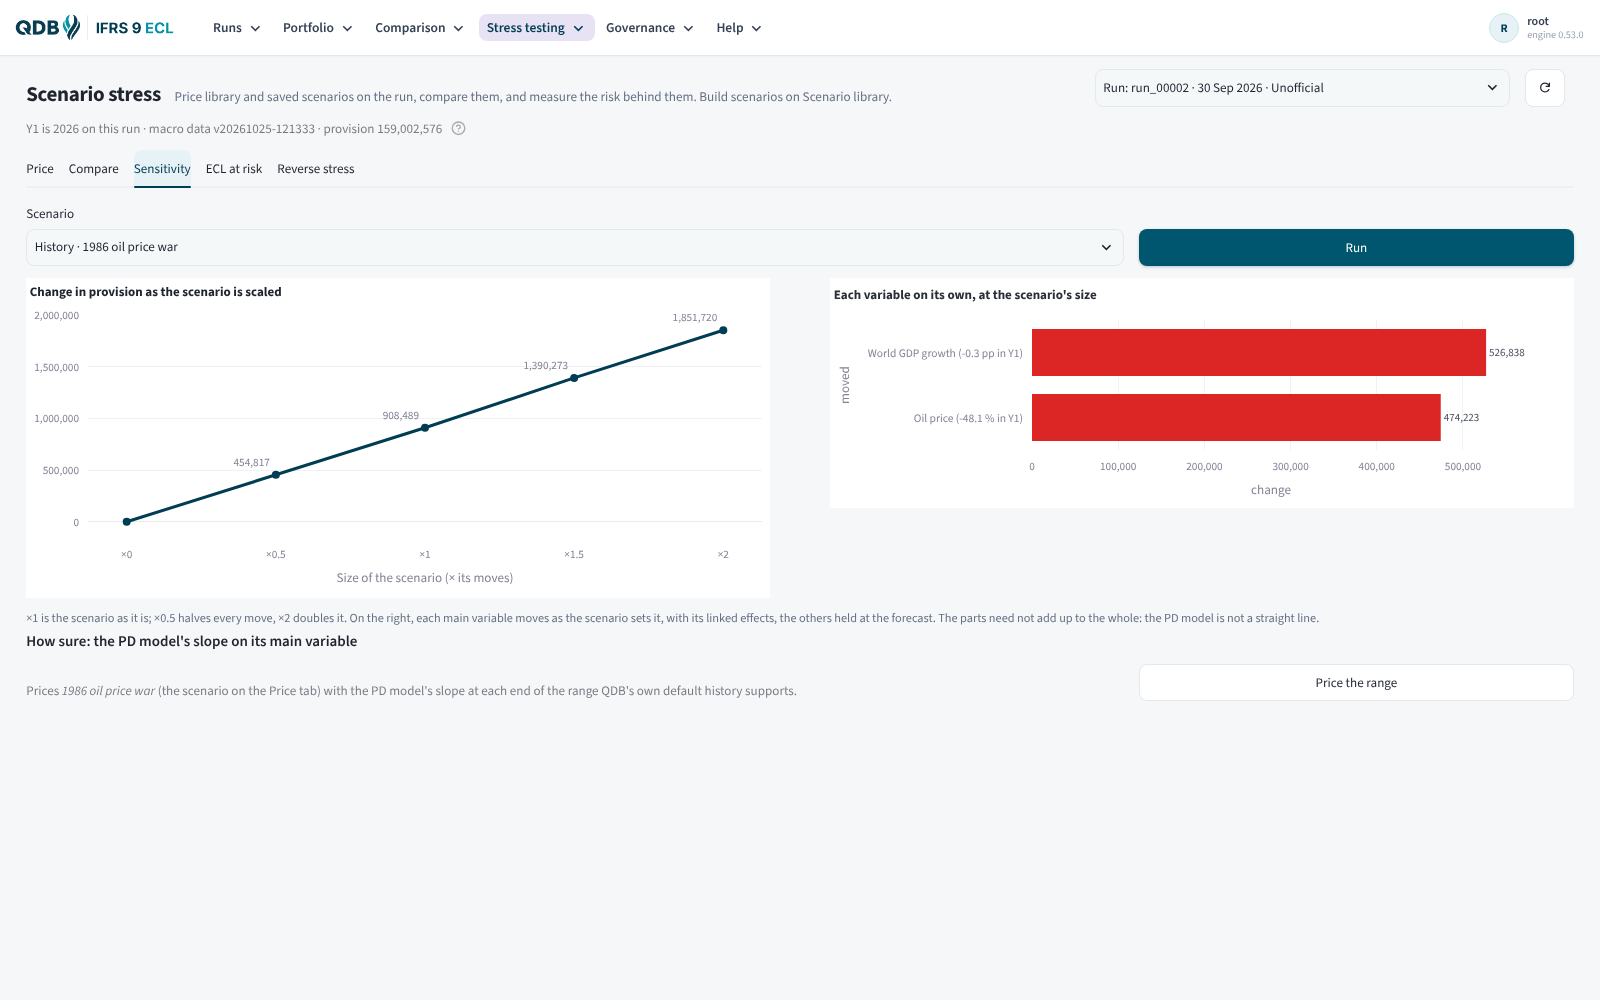 QDB IFRS 9 ECL Runs Portfolio Comparison Stress testing Governance Help R root
engine 0.53.0
Scenario stress Price library and saved scenarios on the run, compare them, and measure the risk behind them. Build scenarios on Scenario library. Run: run_00002 · 30 Sep 2026 · Unofficial
Y1 is 2026 on this run · macro data v20261025-121333 · provision 159,002,576 ?
Price Compare Sensitivity ECL at risk Reverse stress
Scenario
History · 1986 oil price war Run
Change in provision as the scenario is scaled
2,000,000
1,500,000
1,000,000
500,000
0
454,817
908,489
1,390,273
1,851,720
×0 ×0.5 ×1 ×1.5 ×2
Size of the scenario (× its moves)
Each variable on its own, at the scenario's size
moved
World GDP growth (-0.3 pp in Y1) 526,838
Oil price (-48.1 % in Y1) 474,223
0 100,000 200,000 300,000 400,000 500,000
change
×1 is the scenario as it is; ×0.5 halves every move, ×2 doubles it. On the right, each main variable moves as the scenario sets it, with its linked effects, the others held at the forecast. The parts need not add up to the whole: the PD model is not a straight line.
How sure: the PD model's slope on its main variable
Prices 1986 oil price war (the scenario on the Price tab) with the PD model's slope at each end of the range QDB's own default history supports. Price the range